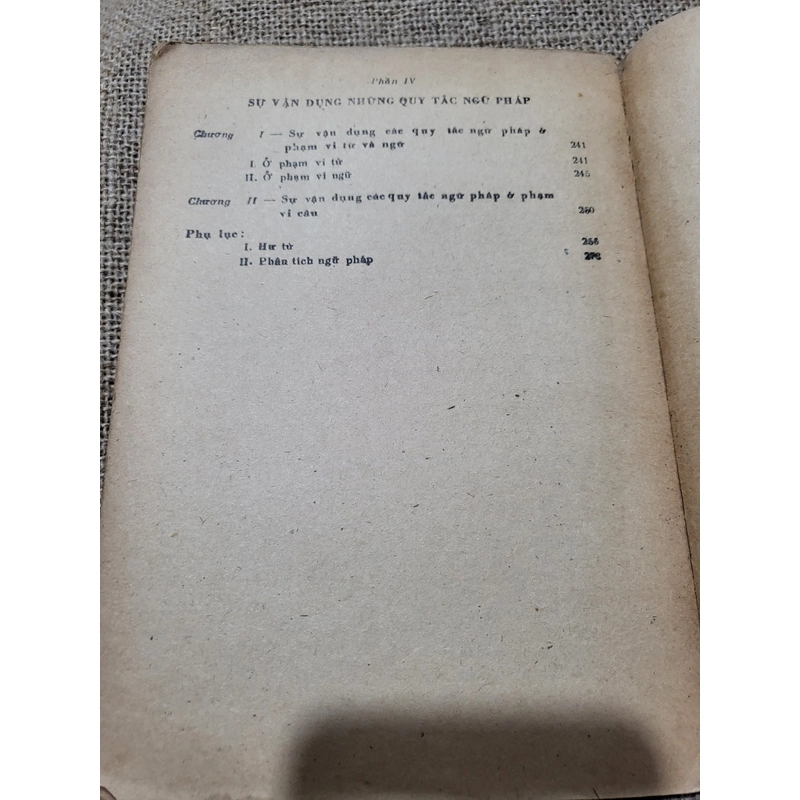 Phần IV
SỰ VẬN DỤNG NHỮNG QUY TẮC NGỮ PHÁP
Chương I — Sự vận dụng các quy tắc ngữ pháp ở
phạm vi từ và ngữ 241
I. Ở phạm vi từ 241
II. Ở phạm vi ngữ 245
Chương II — Sự vận dụng các quy tắc ngữ pháp ở phạm
vi câu 250
Phụ lục:
I. Hư từ 256
II. Phân tích ngữ pháp